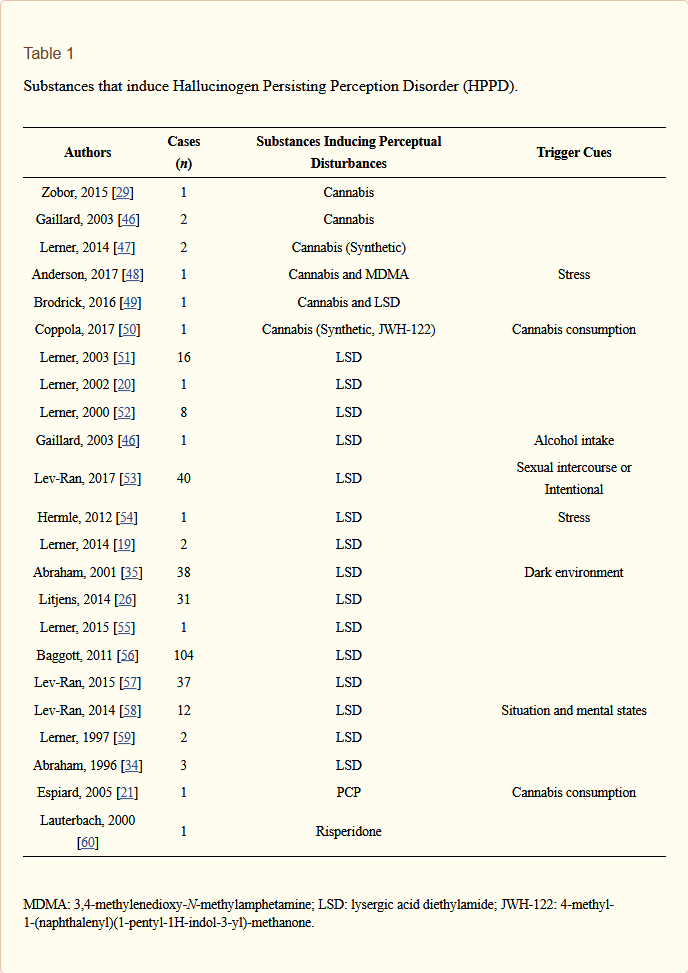 Table 1
Substances that induce Hallucinogen Persisting Perception Disorder (HPPD).
Authors Cases (n) Substances Inducing Perceptual Disturbances Trigger Cues
Zobor, 2015 [29] 1 Cannabis
Gaillard, 2003 [46] 2 Cannabis
Lerner, 2014 [47] 2 Cannabis (Synthetic)
Anderson, 2017 [48] 1 Cannabis and MDMA Stress
Brodrick, 2016 [49] 1 Cannabis and LSD
Coppola, 2017 [50] 1 Cannabis (Synthetic, JWH-122) Cannabis consumption
Lerner, 2003 [51] 16 LSD
Lerner, 2002 [20] 1 LSD
Lerner, 2000 [52] 8 LSD
Gaillard, 2003 [46] 1 LSD Alcohol intake
Lev-Ran, 2017 [53] 40 LSD Sexual intercourse or Intentional
Hermle, 2012 [54] 1 LSD Stress
Lerner, 2014 [19] 2 LSD
Abraham, 2001 [35] 38 LSD Dark environment
Litjens, 2014 [26] 31 LSD
Lerner, 2015 [55] 1 LSD
Baggott, 2011 [56] 104 LSD
Lev-Ran, 2015 [57] 37 LSD
Lev-Ran, 2014 [58] 12 LSD Situation and mental states
Lerner, 1997 [59] 2 LSD
Abraham, 1996 [34] 3 LSD
Espiard, 2005 [21] 1 PCP Cannabis consumption
Lauterbach, 2000 [60] 1 Risperidone
MDMA: 3,4-methylenedioxy-N-methylamphetamine; LSD: lysergic acid diethylamide; JWH-122: 4-methyl-
1-(naphthalenyl)(1-pentyl-1H-indol-3-yl)-methanone.